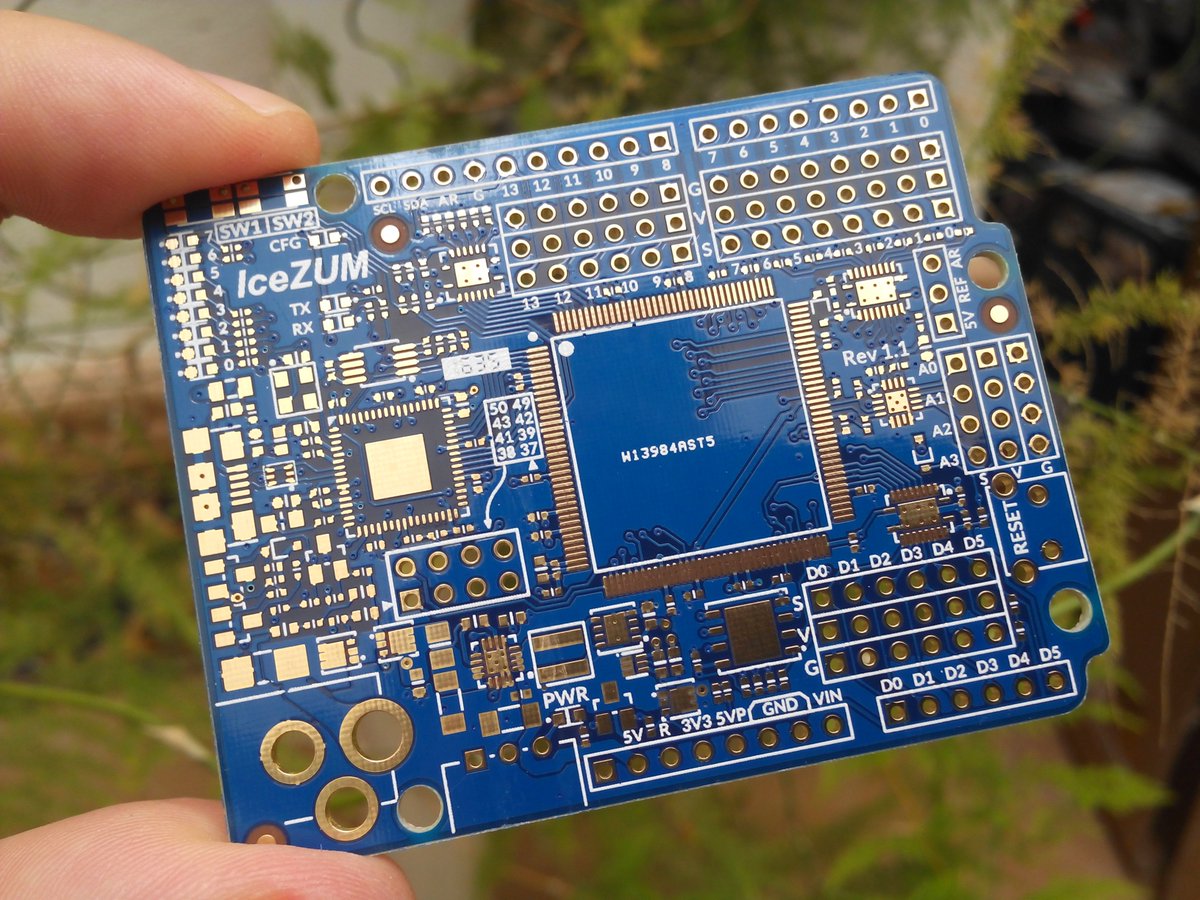 SCL SDA AR G 13 12 11 10 9 8
7 6 5 4 3 2 1 0
SW1 SW2
CFG
7
6
5
4
3
2
1
0
IceZUM
TX
RX
G
V
S
13 12 11 10 9 8 7 6 5 4 3 2 1 0
5V REF AR
635
Rev 1.1
50 49
43 42
41 39
38 37
W13984AST5
A0
A1
A2
A3
S V G
RESET
D0 D1 D2 D3 D4 D5
S
V
G
D0 D1 D2 D3 D4 D5
PWR
5V R 3V3 5VP GND VIN